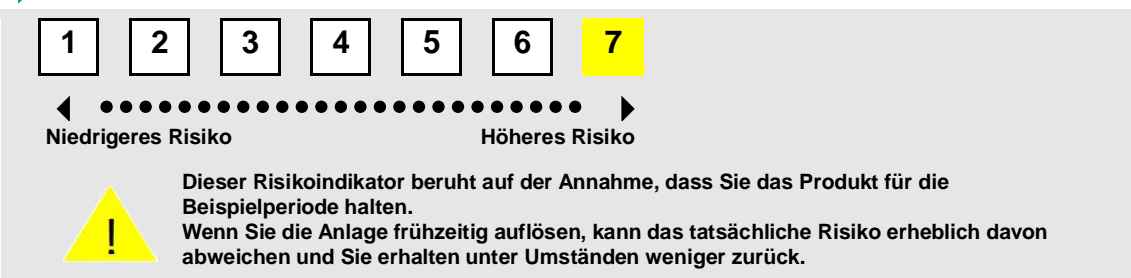 1 2 3 4 5 6 7
Niedrigeres Risiko Höheres Risiko
Dieser Risikoindikator beruht auf der Annahme, dass Sie das Produkt für die
Beispielperiode halten.
! Wenn Sie die Anlage frühzeitig auflösen, kann das tatsächliche Risiko erheblich davon
abweichen und Sie erhalten unter Umständen weniger zurück.